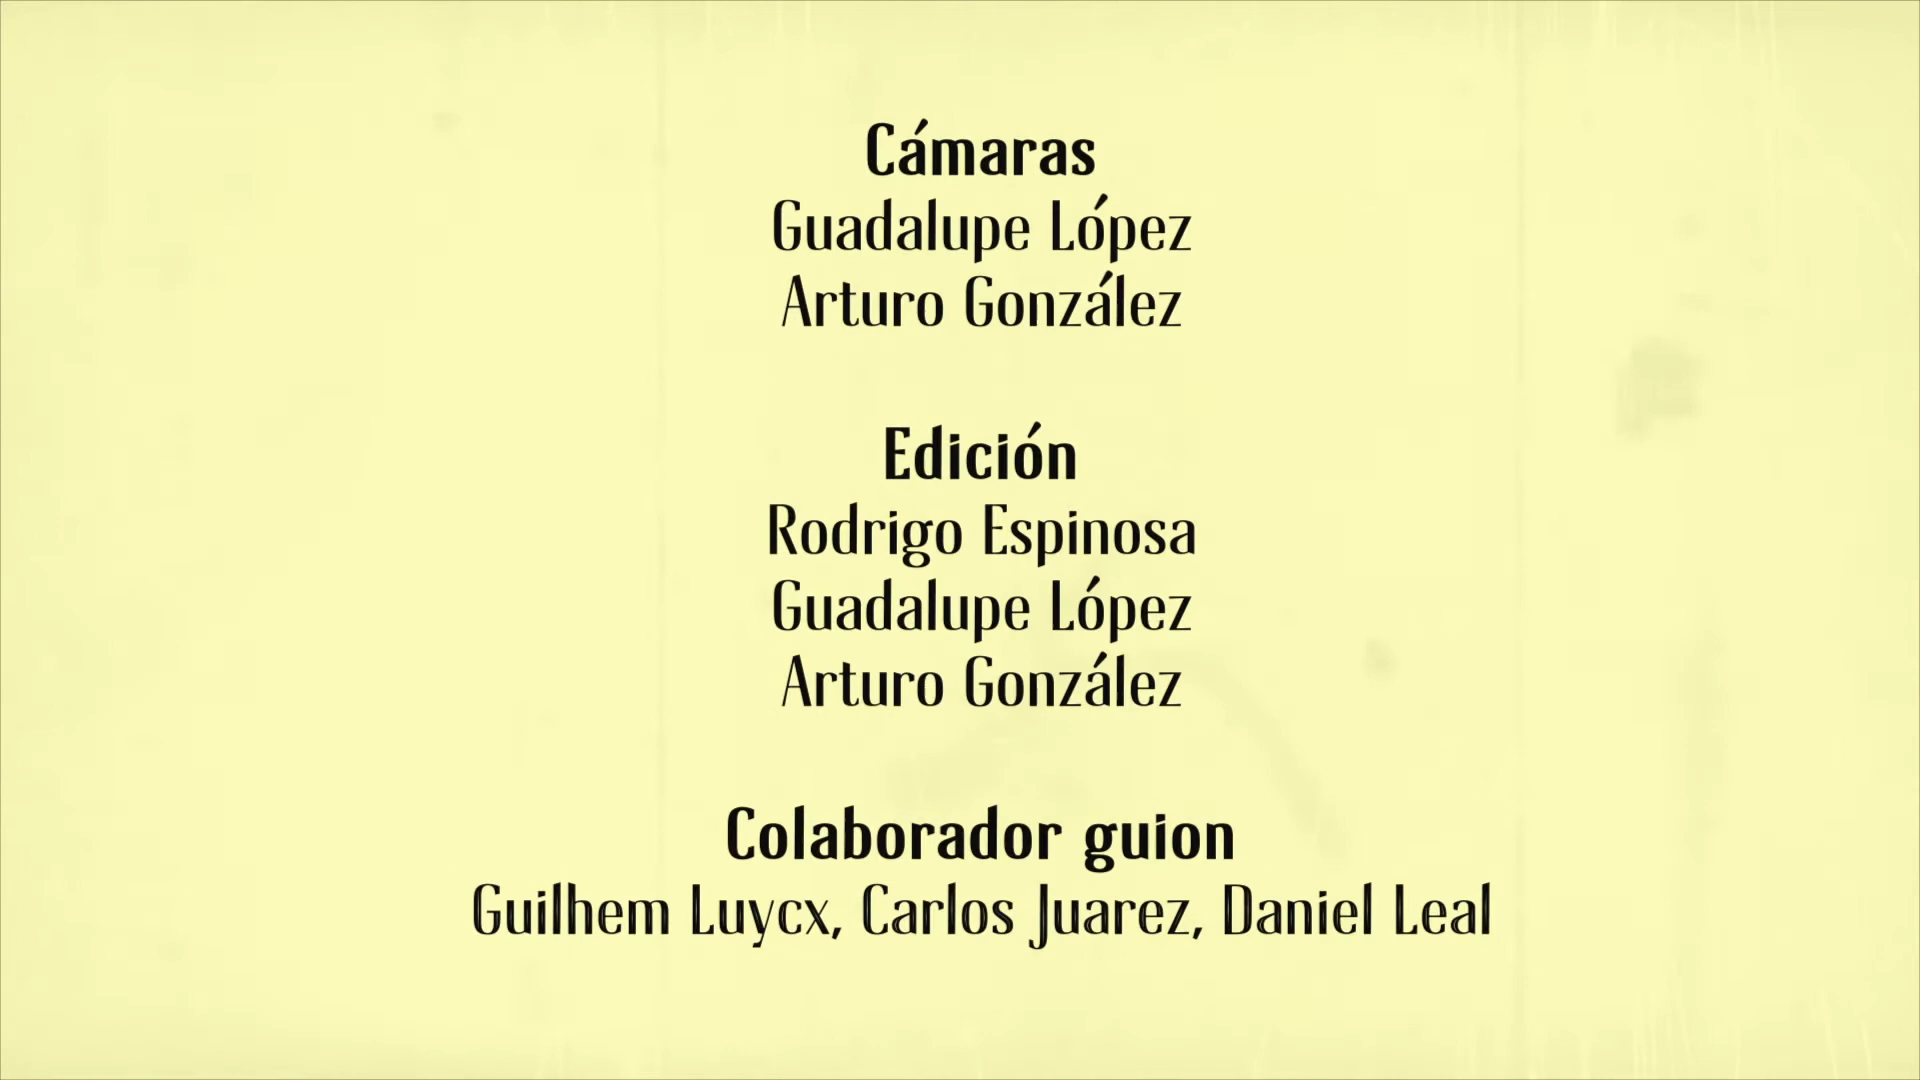 Cámaras
Guadalupe López
Arturo González
Edición
Rodrigo Espinosa
Guadalupe López
Arturo González
Colaborador guion
Guilhem Luycx, Carlos Juarez, Daniel Leal